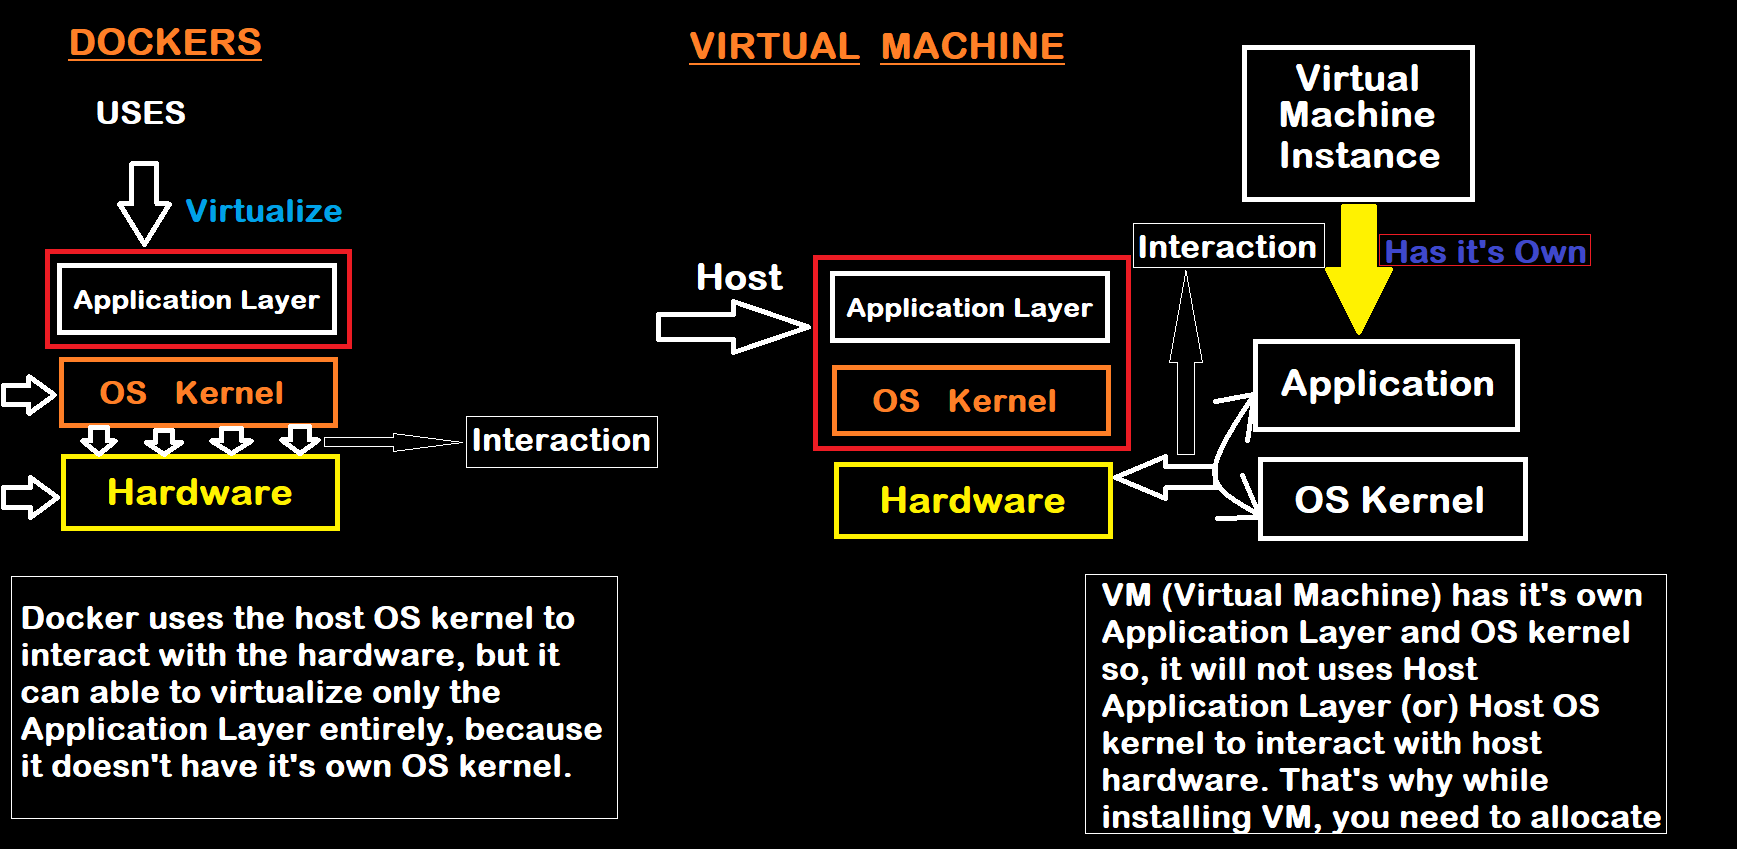 DOCKERS
USES
Virtualize
Application Layer
OS Kernel
Interaction
Hardware
Docker uses the host OS kernel to
interact with the hardware, but it
can able to virtualize only the
Application Layer entirely, because
it doesn't have it's own OS kernel.
VIRTUAL MACHINE
Host
Application Layer
OS Kernel
Hardware
Interaction
Virtual
Machine
Instance
Has it's Own
Application
OS Kernel
VM (Virtual Machine) has it's own
Application Layer and OS kernel
so, it will not uses Host
Application Layer (or) Host OS
kernel to interact with host
hardware. That's why while
installing VM, you need to allocate